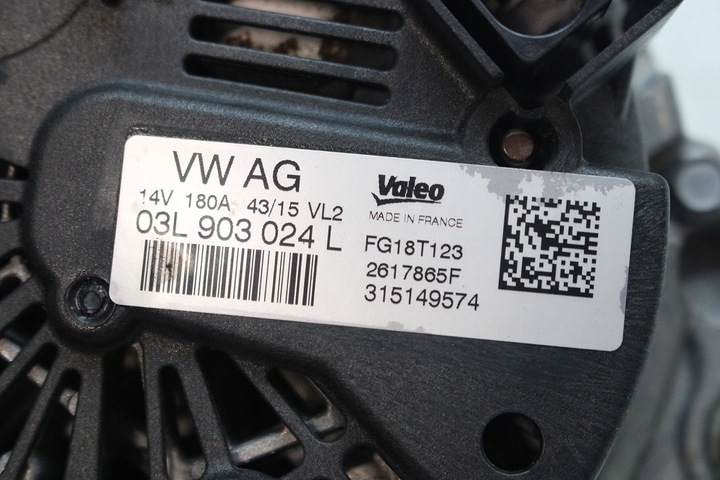 VW AG
14V 180A 43/15 VL2
03L 903 024 L
Valeo
MADE IN FRANCE
FG18T123
2617865F
315149574